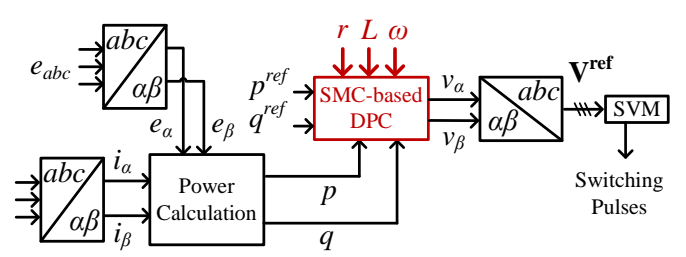 abc
αβ
e_abc
e_α
e_β
abc
αβ
i_α
i_β
Power
Calculation
p
q
r L ω
p^ref
q^ref
SMC-based
DPC
v_α
v_β
abc
αβ
V^ref
SVM
Switching
Pulses